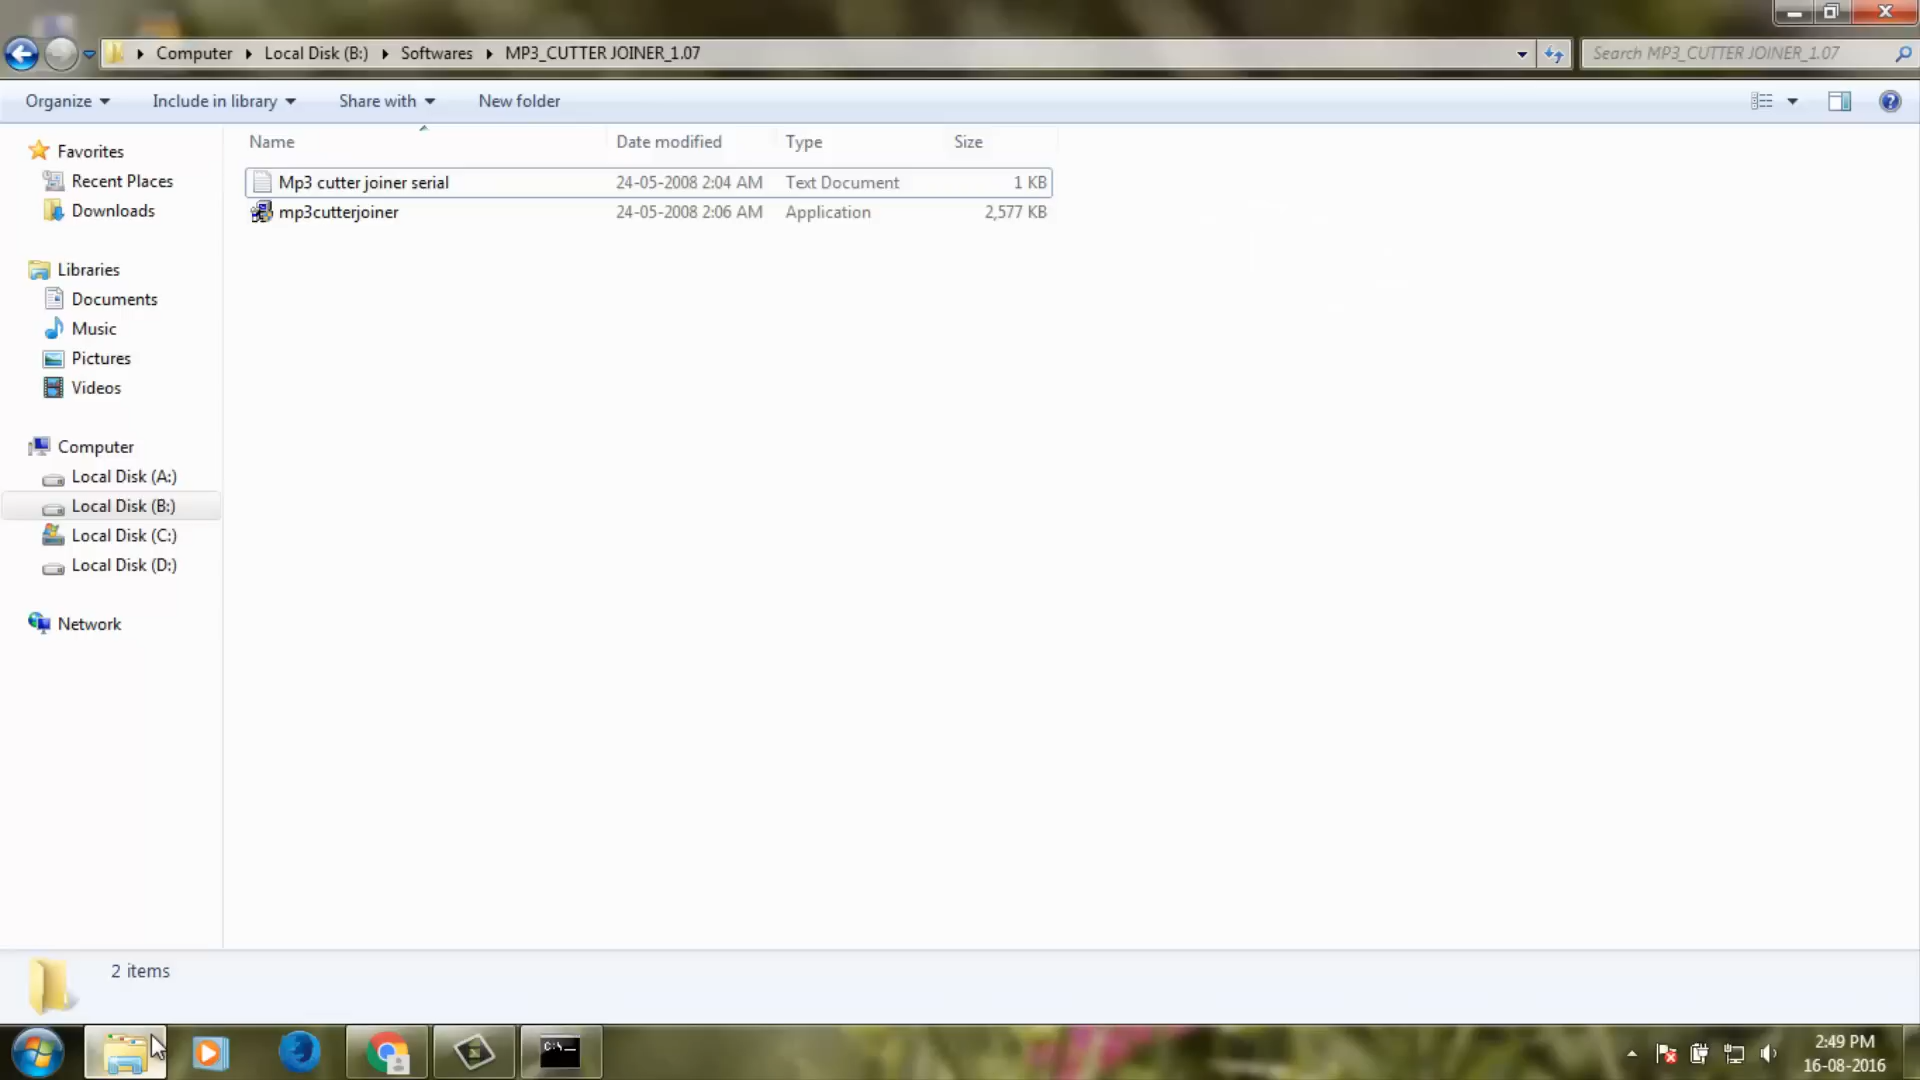 Computer Local Disk (B:) Softwares MP3_CUTTER JOINER_1.07
Search MP3_CUTTER JOINER_1.07
Organize Include in library Share with New folder
Name Date modified Type Size
Mp3 cutter joiner serial 24-05-2008 2:04 AM Text Document 1 KB
mp3cutterjoiner 24-05-2008 2:06 AM Application 2,577 KB
Favorites
Recent Places
Downloads
Libraries
Documents
Music
Pictures
Videos
Computer
Local Disk (A:)
Local Disk (B:)
Local Disk (C:)
Local Disk (D:)
Network
2 items
C:\_
2:49 PM
16-08-2016